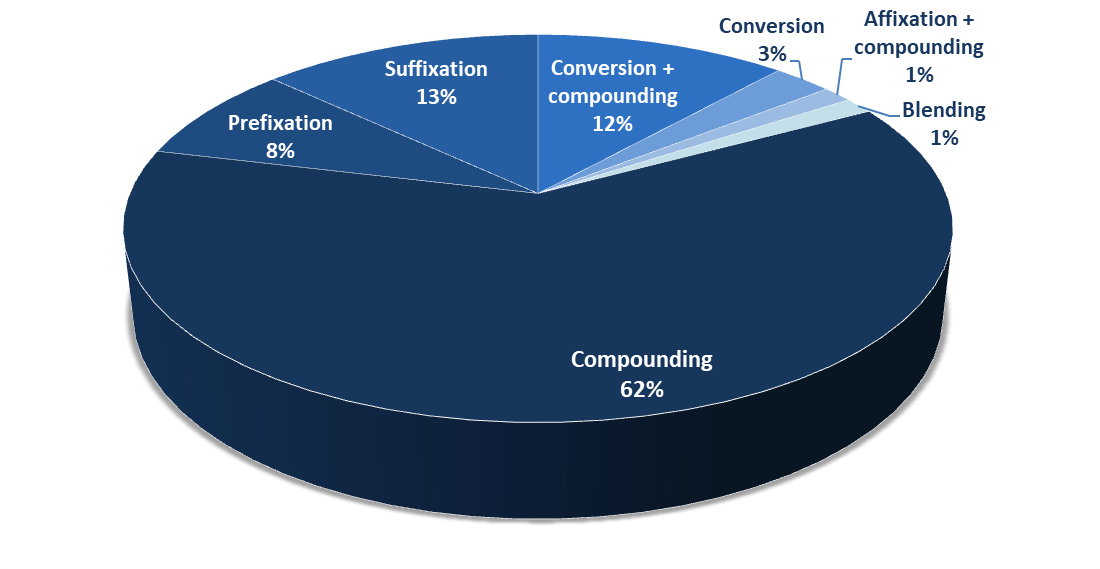 Suffixation
13%
Conversion +
compounding
12%
Conversion
3%
Affixation +
compounding
1%
Blending
1%
Prefixation
8%
Compounding
62%